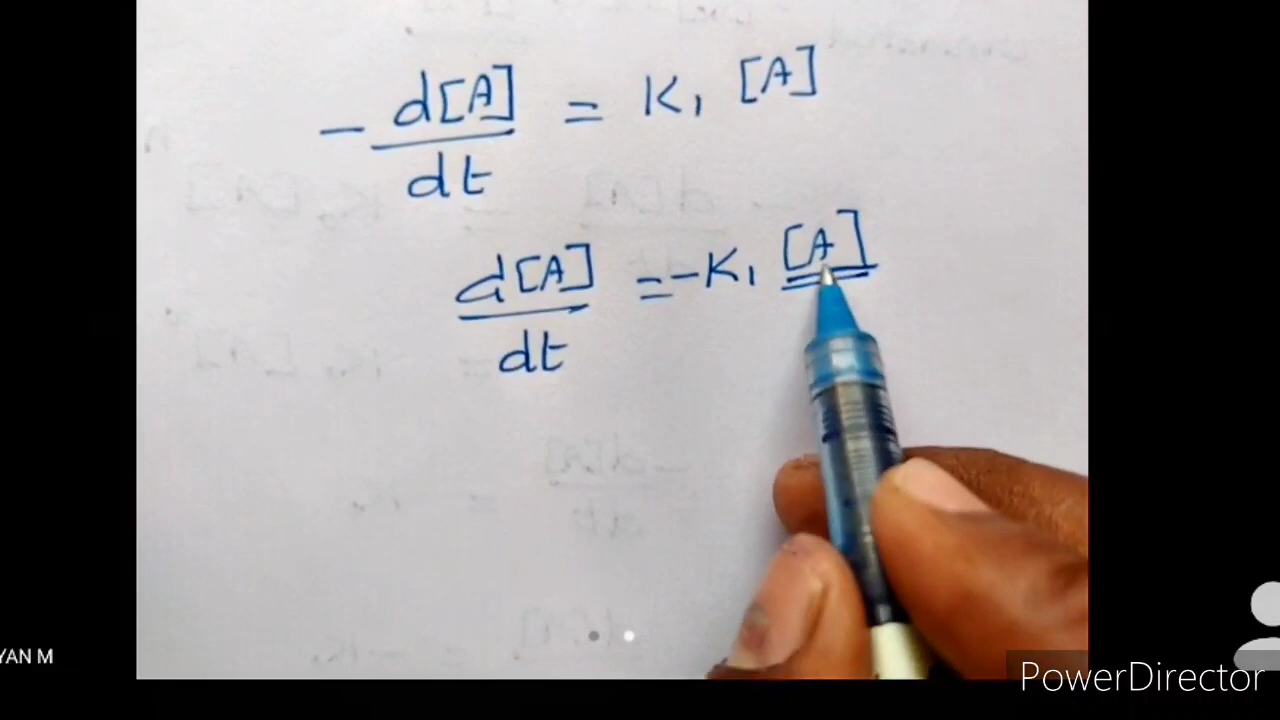 - d[A] / dt = K₁ [A]
d[A] / dt = -K₁ [A]
YAN M
PowerDirector